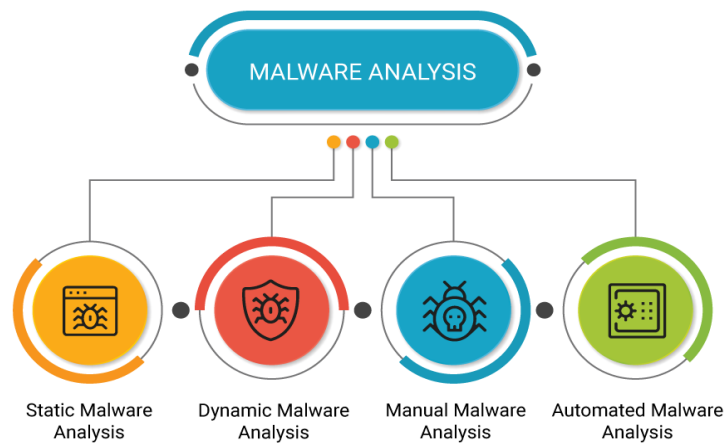 MALWARE ANALYSIS
Static Malware
Analysis
Dynamic Malware
Analysis
Manual Malware
Analysis
Automated Malware
Analysis